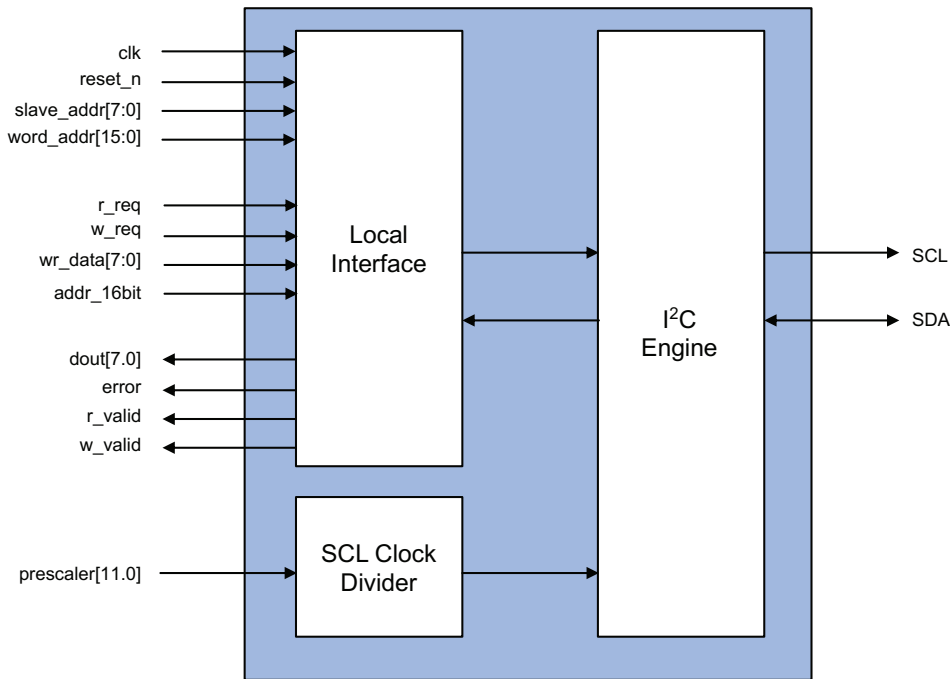 clk
reset_n
slave_addr[7:0]
word_addr[15:0]
r_req
w_req
wr_data[7:0]
addr_16bit
dout[7.0]
error
r_valid
w_valid
prescaler[11.0]
Local
Interface
SCL Clock
Divider
I²C
Engine
SCL
SDA